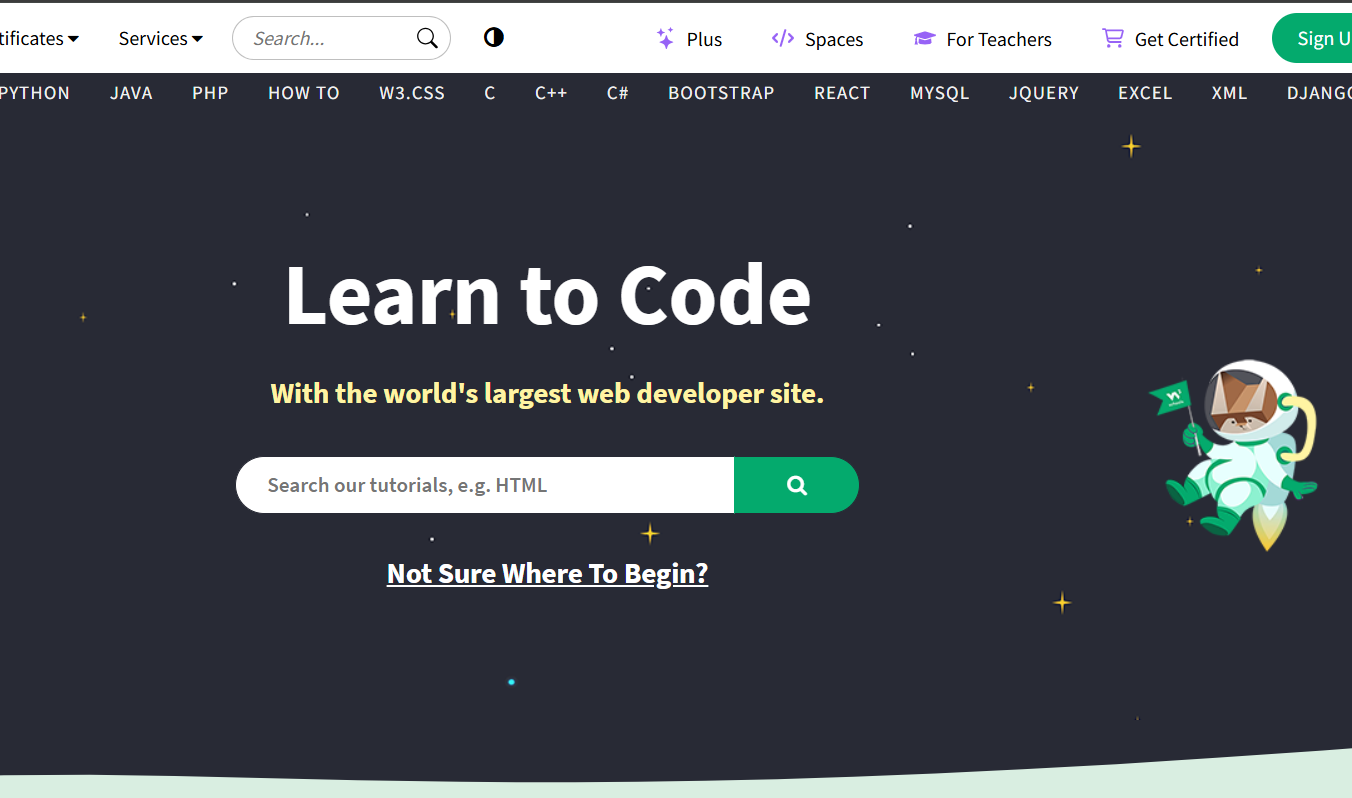 tificates Services Search... Plus Spaces For Teachers Get Certified Sign U
PYTHON JAVA PHP HOW TO W3.CSS C C++ C# BOOTSTRAP REACT MYSQL JQUERY EXCEL XML DJANGO
Learn to Code
With the world's largest web developer site.
Search our tutorials, e.g. HTML
Not Sure Where To Begin?